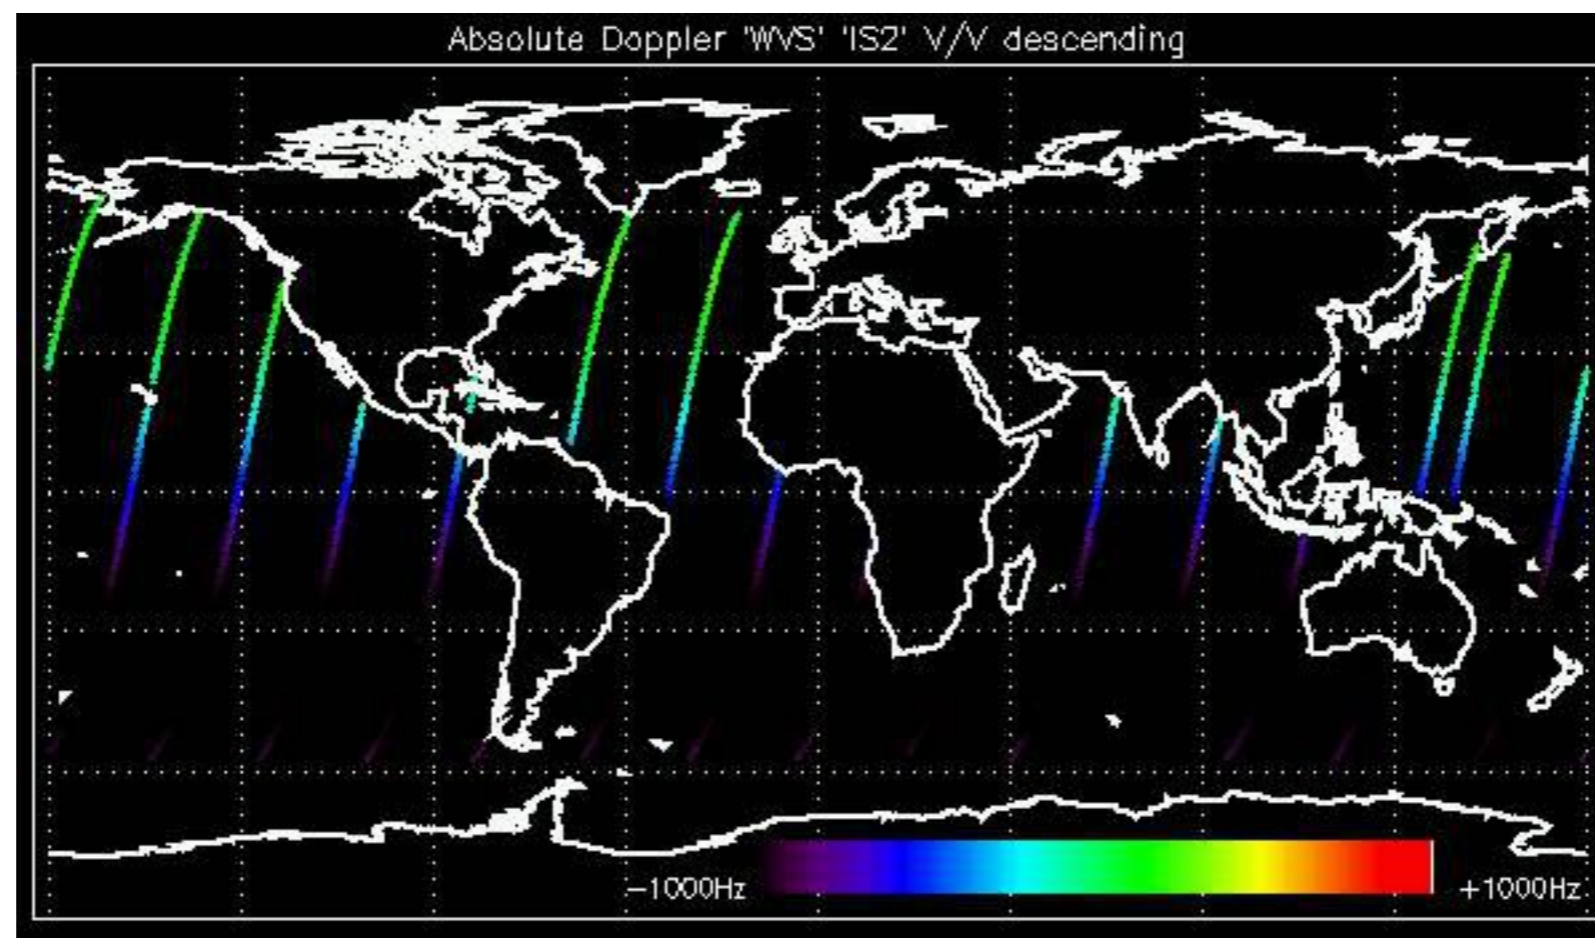 Absolute Doppler 'WVS' 'IS2' V/V descending
-1000Hz
+1000Hz